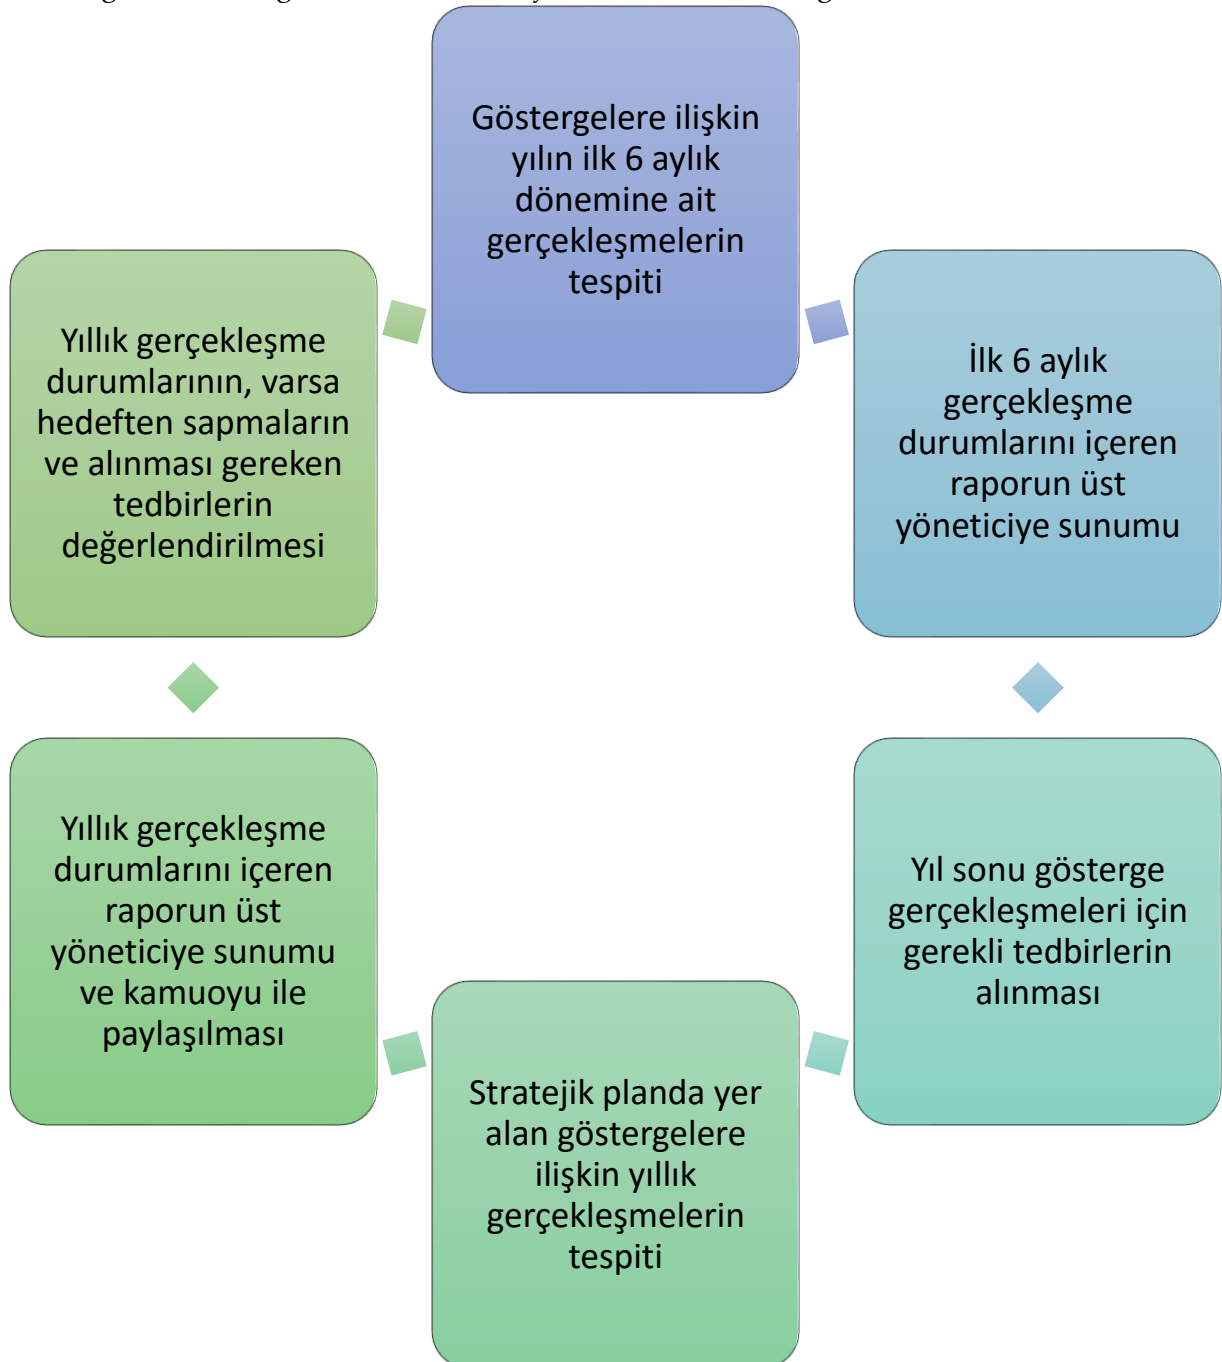 Göstergelere ilişkin
yılın ilk 6 aylık
dönemine ait
gerçekleşmelerin
tespiti
İlk 6 aylık
gerçekleşme
durumlarını içeren
raporun üst
yöneticiye sunumu
Yıl sonu gösterge
gerçekleşmeleri için
gerekli tedbirlerin
alınması
Stratejik planda yer
alan göstergelere
ilişkin yıllık
gerçekleşmelerin
tespiti
Yıllık gerçekleşme
durumlarını içeren
raporun üst
yöneticiye sunumu
ve kamuoyu ile
paylaşılması
Yıllık gerçekleşme
durumlarının, varsa
hedeften sapmaların
ve alınması gereken
tedbirlerin
değerlendirilmesi